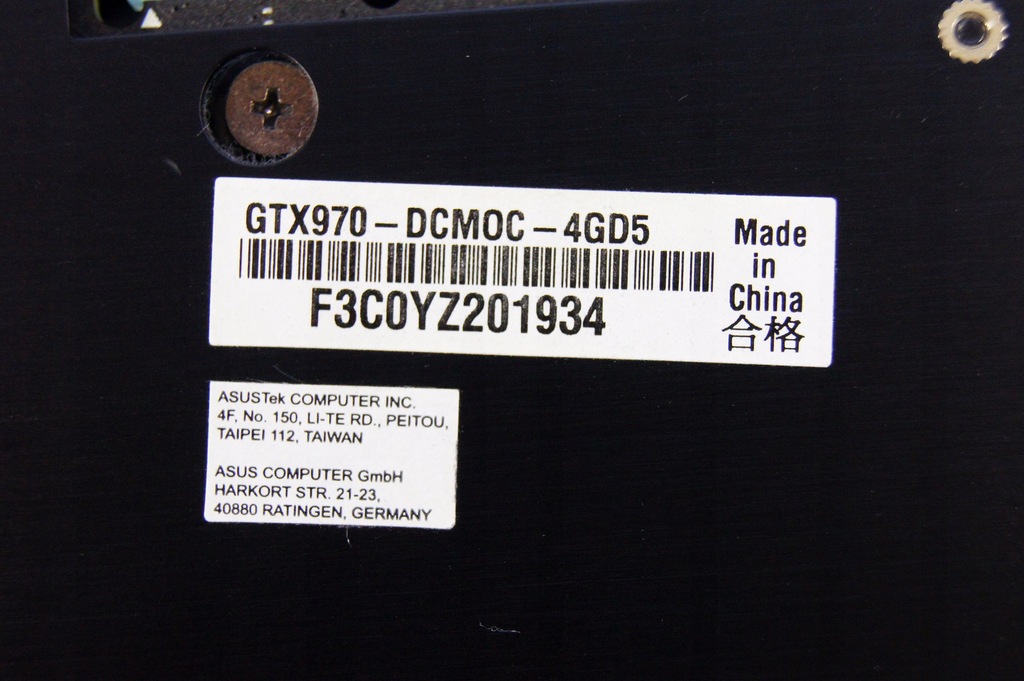 GTX970-DCMOC-4GD5
F3C0YZ201934
Made
in
China
合格
ASUSTek COMPUTER INC.
4F, No. 150, LI-TE RD., PEITOU,
TAIPEI 112, TAIWAN
ASUS COMPUTER GmbH
HARKORT STR. 21-23,
40880 RATINGEN, GERMANY